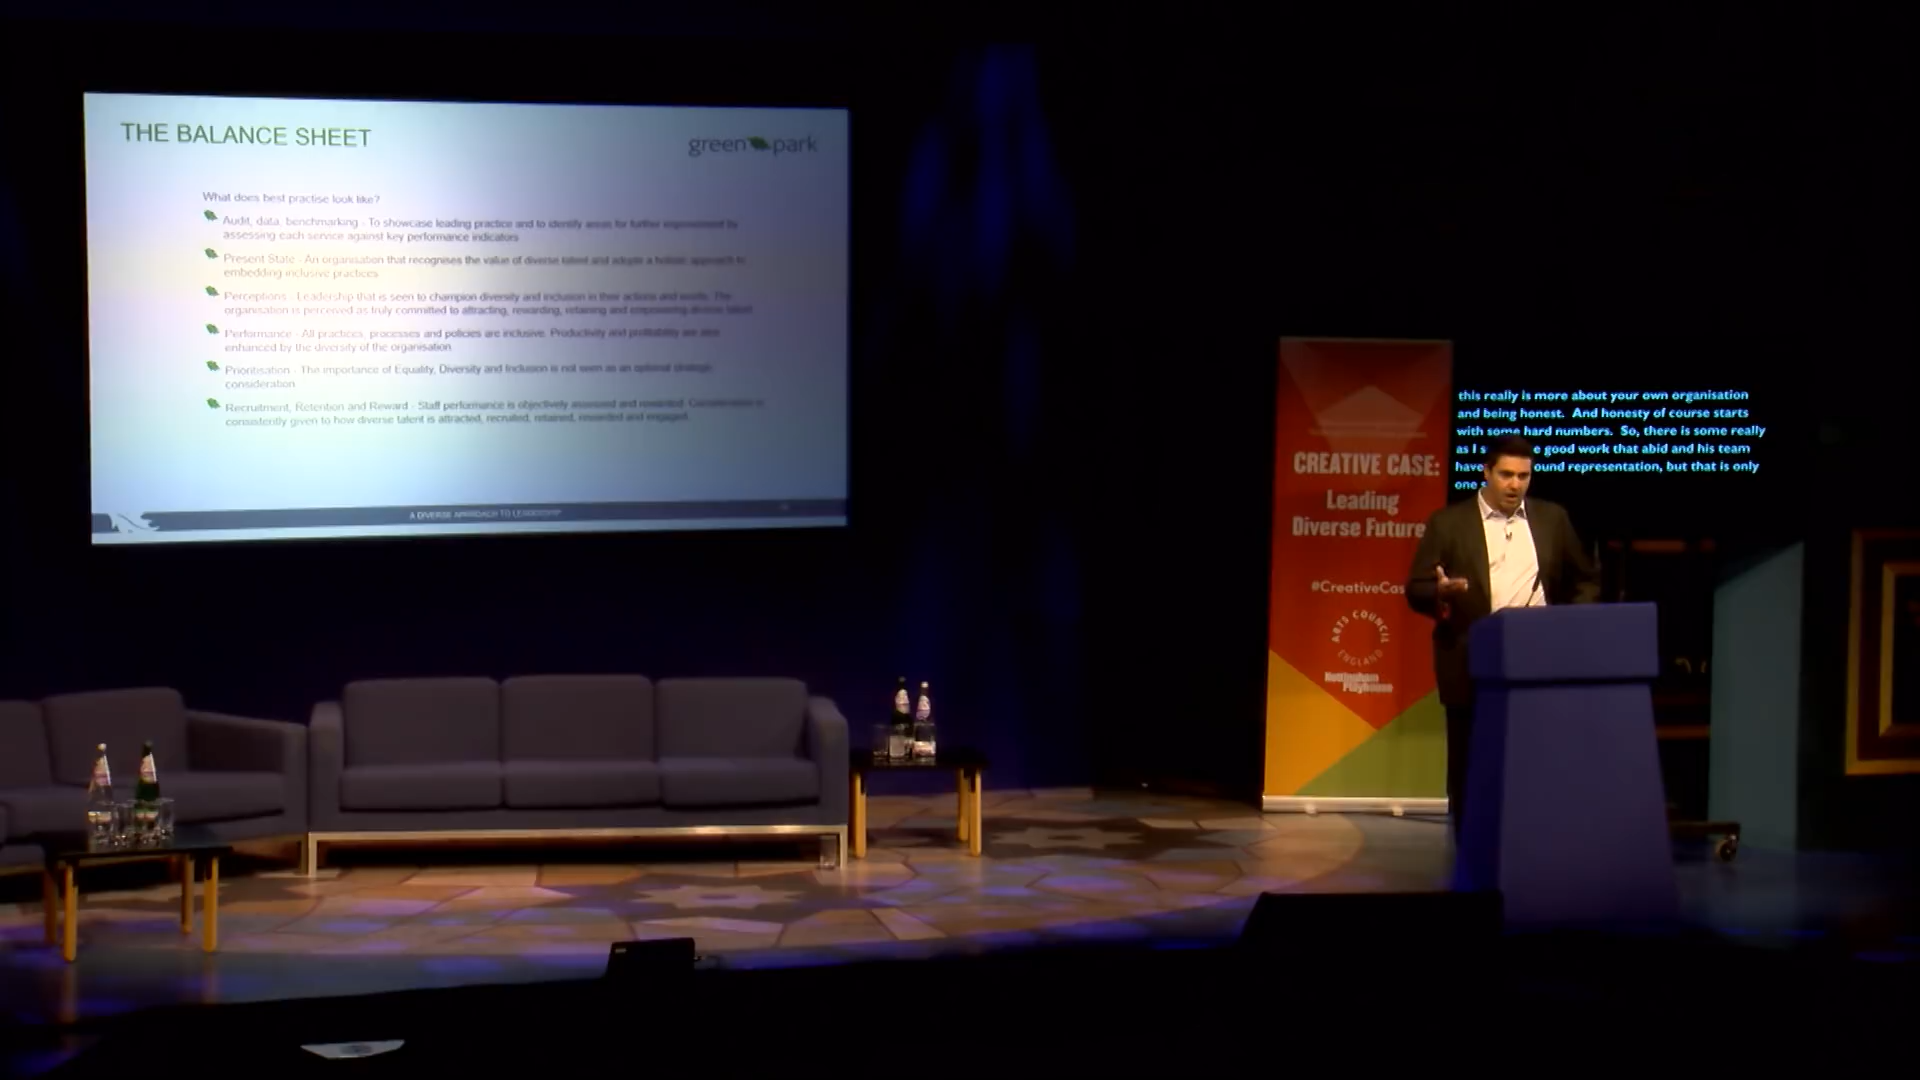 THE BALANCE SHEET
green park
What does best practise look like?
Audit, data, benchmarking - To showcase leading practice and to identify areas for further improvement by
assessing each service against key performance indicators
Present State - An organisation that recognises the value of diverse talent and adopts a holistic approach to
embedding inclusive practices
Perceptions - Leadership that is seen to champion diversity and inclusion in their actions and words. The
organisation is perceived as truly committed to attracting, rewarding, retaining and empowering diverse talent
Performance - All practices, processes and policies are inclusive. Productivity and profitability are
enhanced by the diversity of the organisation
Prioritisation - The importance of Equality, Diversity and Inclusion is not seen as an optional strategic
consideration
Recruitment, Retention and Reward - Staff performance is objectively assessed and rewarded. Consideration is
consistently given to how diverse talent is attracted, recruited, retained, rewarded and engaged.
A DIVERSE APPROACH TO LEADERSHIP
CREATIVE CASE:
Leading
Diverse Future
#CreativeCas
ARTS COUNCIL
ENGLAND
Nottingham
Playhouse
this really is more about your own organisation
and being honest. And honesty of course starts
with some hard numbers. So, there is some really
as I s e good work that abid and his team
have ound representation, but that is only
one s